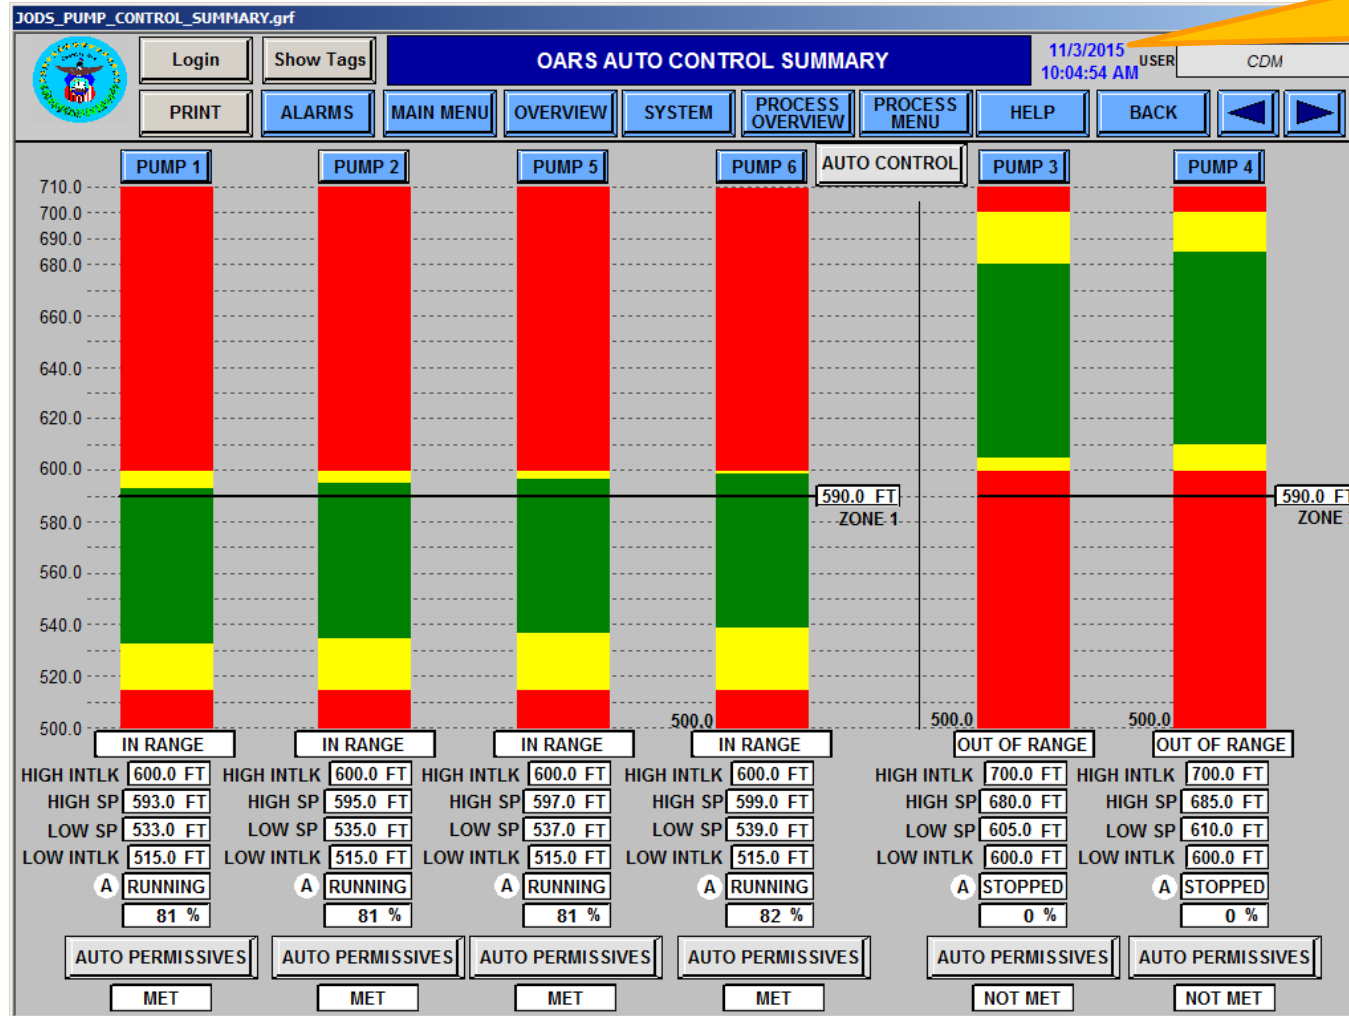 JODS_PUMP_CONTROL_SUMMARY.grf
Login Show Tags OARS AUTO CONTROL SUMMARY 11/3/2015 10:04:54 AM USER CDM
PRINT ALARMS MAIN MENU OVERVIEW SYSTEM PROCESS OVERVIEW PROCESS MENU HELP BACK
PUMP 1 PUMP 2 PUMP 5 PUMP 6 AUTO CONTROL PUMP 3 PUMP 4
710.0
700.0
690.0
680.0
660.0
640.0
620.0
600.0
590.0 FT 590.0 FT
ZONE 1 ZONE
580.0
560.0
540.0
520.0
500.0 500.0 500.0 500.0
IN RANGE IN RANGE IN RANGE IN RANGE OUT OF RANGE OUT OF RANGE
HIGH INTLK 600.0 FT HIGH INTLK 600.0 FT HIGH INTLK 600.0 FT HIGH INTLK 600.0 FT HIGH INTLK 700.0 FT HIGH INTLK 700.0 FT
HIGH SP 593.0 FT HIGH SP 595.0 FT HIGH SP 597.0 FT HIGH SP 599.0 FT HIGH SP 680.0 FT HIGH SP 685.0 FT
LOW SP 533.0 FT LOW SP 535.0 FT LOW SP 537.0 FT LOW SP 539.0 FT LOW SP 605.0 FT LOW SP 610.0 FT
LOW INTLK 515.0 FT LOW INTLK 515.0 FT LOW INTLK 515.0 FT LOW INTLK 515.0 FT LOW INTLK 600.0 FT LOW INTLK 600.0 FT
A RUNNING A RUNNING A RUNNING A RUNNING A STOPPED A STOPPED
81 % 81 % 81 % 82 % 0 % 0 %
AUTO PERMISSIVES AUTO PERMISSIVES AUTO PERMISSIVES AUTO PERMISSIVES AUTO PERMISSIVES AUTO PERMISSIVES
MET MET MET MET NOT MET NOT MET